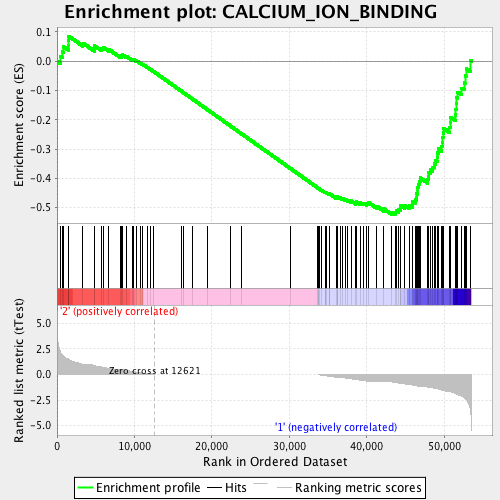 Enrichment plot: CALCIUM_ION_BINDING
Enrichment score (ES)
0.1
0.0
-0.1
-0.2
-0.3
-0.4
-0.5
'2' (positively correlated)
Zero cross at 12621
'1' (negatively correlated)
Ranked list metric (tTest)
5.0
2.5
0.0
-2.5
-5.0
0
10,000
20,000
30,000
40,000
50,000
Rank in Ordered Dataset
Enrichment profile
Hits
Ranking metric scores